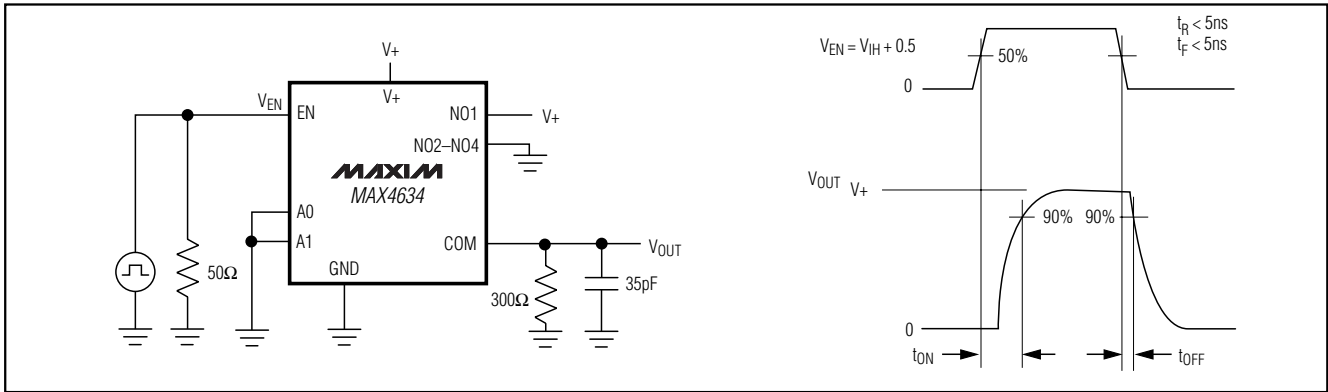 V+
V+
VEN
EN
NO1
V+
NO2–NO4
MAXIM
MAX4634
A0
A1
COM
VOUT
GND
50Ω
300Ω
35pF
VEN = VIH + 0.5
0
50%
tR < 5ns
tF < 5ns
VOUT
V+
90%
90%
0
tON
tOFF